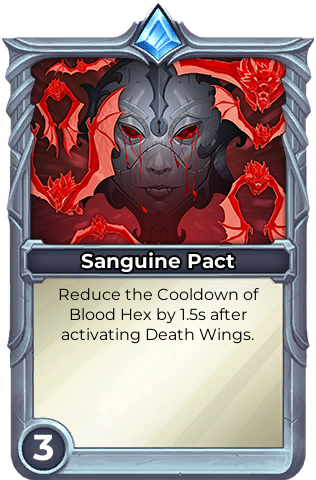 Sanguine Pact
Reduce the Cooldown of
Blood Hex by 1.5s after
activating Death Wings.
3